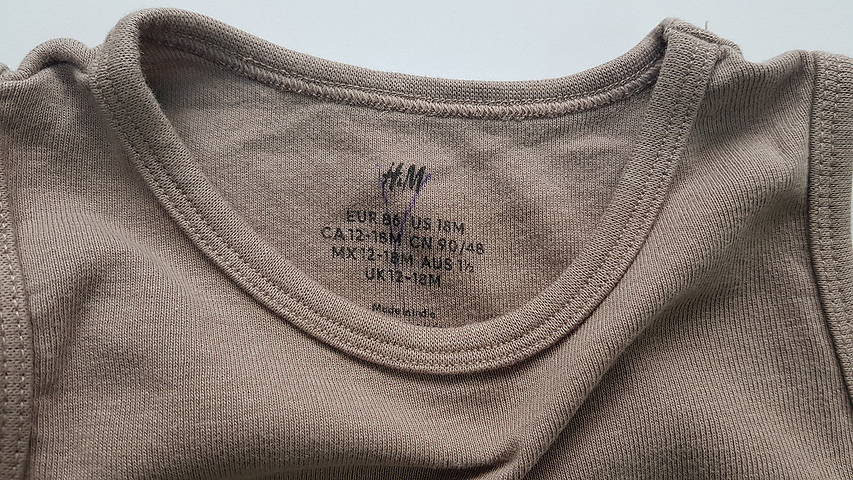 H&M
EUR 86 US 18M
CA 12-18M CN 90/48
MX 12-18M AUS 1½
UK 12-18M
Made in India